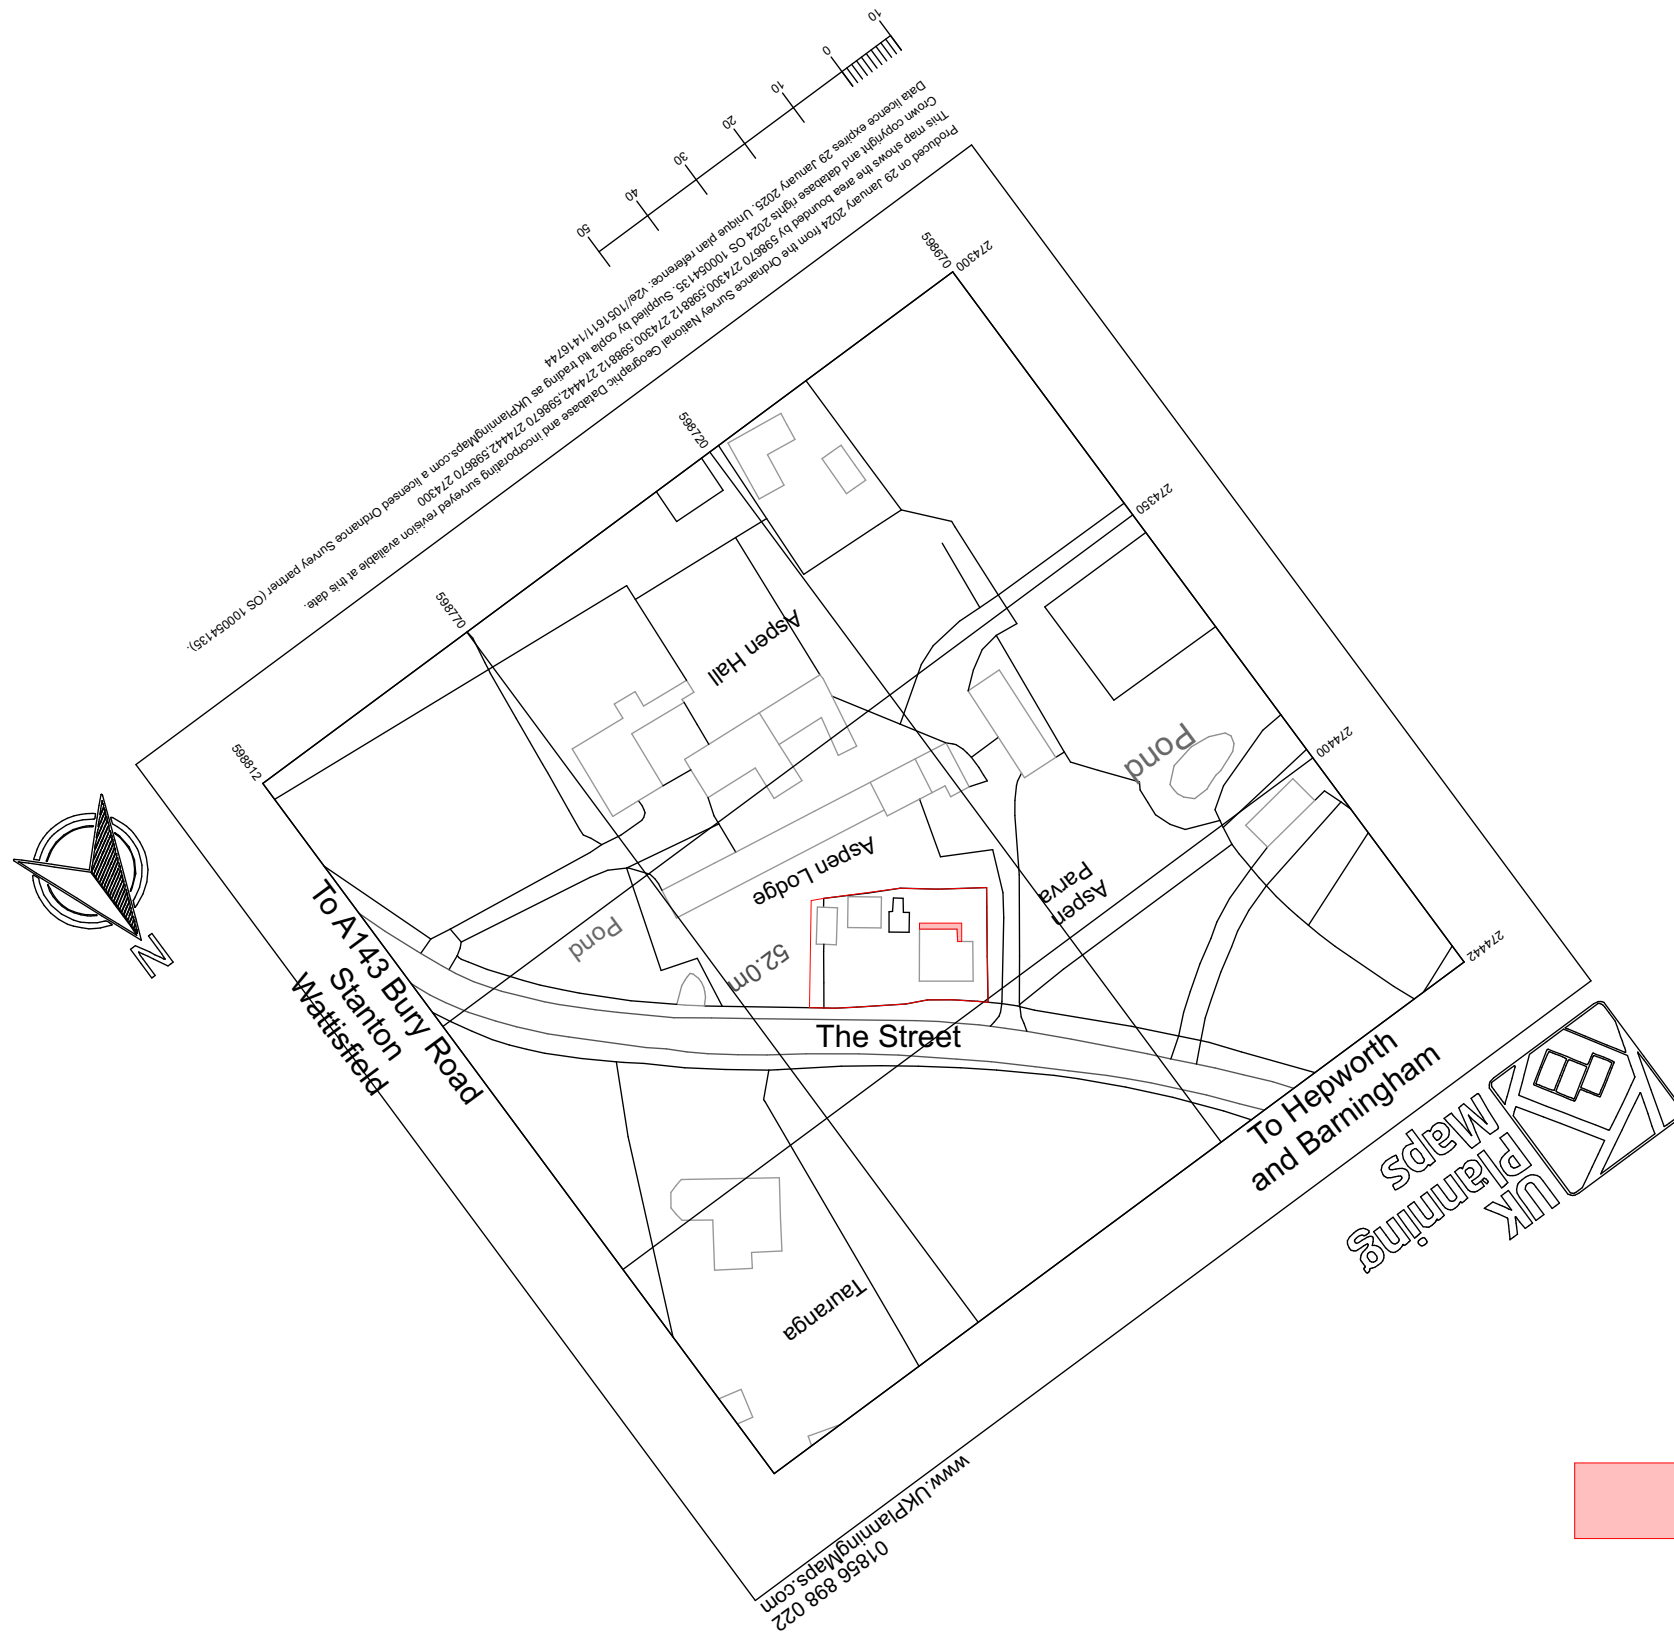 10
0
10
20
30
40
50
Produced on 29 January 2024 from the Ordnance Survey National Geographic Database and incorporating surveyed revision available at this date.
This map shows the area bounded by 598670 274300,598812 274300,598812 274442,598670 274442,598670 274300
Crown copyright and database rights 2024 OS 100054135. Supplied by copla ltd trading as UKPlanningMaps.com a licensed Ordnance Survey partner (OS 100054135).
Data licence expires 29 January 2025. Unique plan reference: v2e//1051611/1416744
598670
274300
598720
274350
598770
274400
598812
274442
Aspen Hall
Pond
Aspen Lodge
Aspen
Parva
Pond
52.0m
The Street
To A143 Bury Road
Stanton
Wattisfield
To Hepworth
and Barningham
Tauranga
N
UK
Planning
Maps
www.UKPlanningMaps.com
01856 898 022